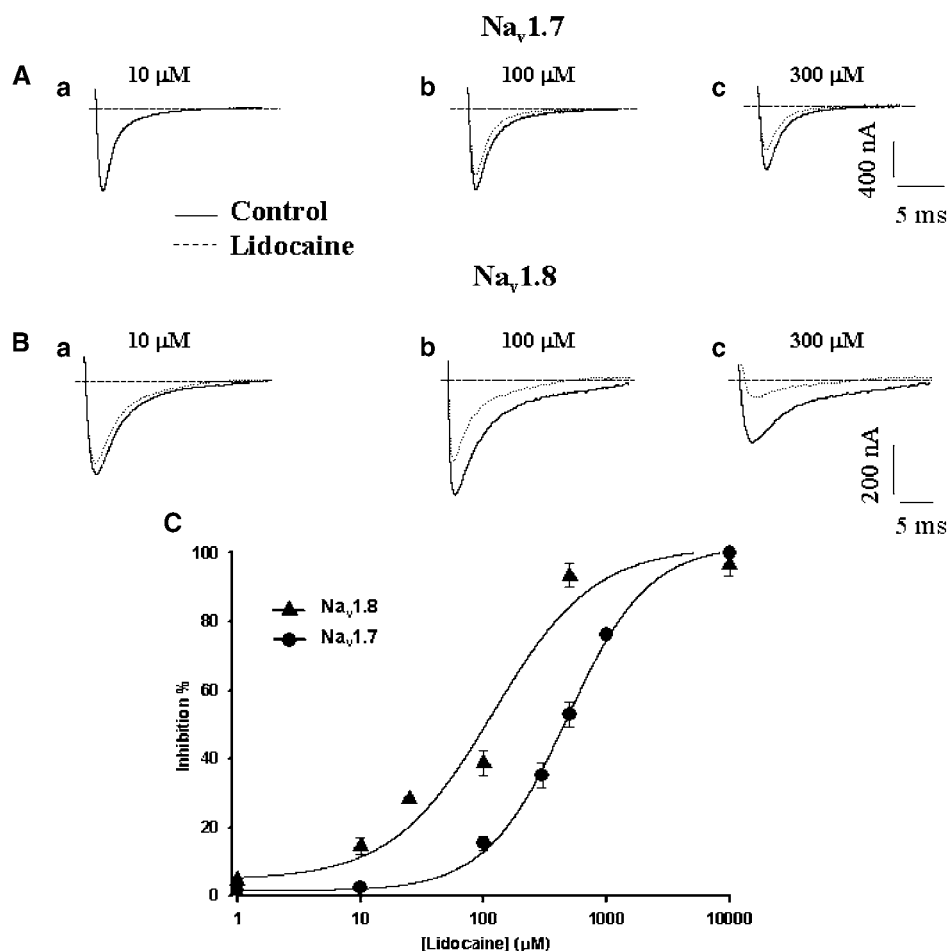 Naᵥ1.7
A
a 10 µM
b 100 µM
c 300 µM
400 nA
5 ms
Control
Lidocaine
Naᵥ1.8
B
a 10 µM
b 100 µM
c 300 µM
200 nA
5 ms
C
100
80
60
40
20
0
Inhibition %
Naᵥ1.8
Naᵥ1.7
1 10 100 1000 10000
[Lidocaine] (µM)